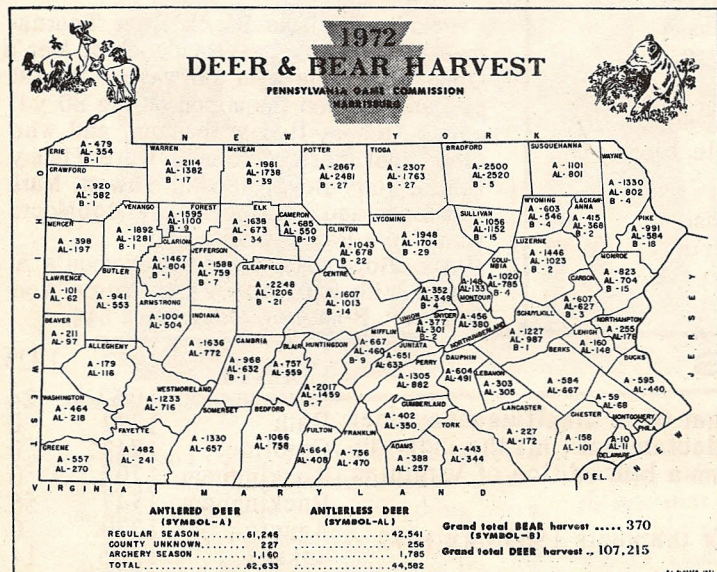 1972
DEER & BEAR HARVEST
PENNSYLVANIA GAME COMMISSION
HARRISBURG
NEW YORK
OHIO
ERIE
A - 479
AL - 354
B - 1
CRAWFORD
A - 920
AL - 582
B - 1
WARREN
A - 2114
AL - 1382
B - 17
McKEAN
A - 1981
AL - 1738
B - 39
POTTER
A - 2667
AL - 2481
B - 27
TIOGA
A - 2307
AL - 1763
B - 27
BRADFORD
A - 2500
AL - 2520
B - 5
SUSQUEHANNA
A - 1101
AL - 801
WAYNE
A - 1330
AL - 802
B - 4
MERCER
A - 398
AL - 197
VENANGO
A - 1892
AL - 1281
B - 1
FOREST
A - 1595
AL - 1100
B - 9
ELK
A - 1638
AL - 673
B - 34
CAMERON
A - 685
AL - 550
B - 19
CLINTON
A - 1043
AL - 678
B - 22
LYCOMING
A - 1948
AL - 1704
B - 29
SULLIVAN
A - 1056
AL - 1152
B - 15
WYOMING
A - 603
AL - 546
B - 4
LACKAWANNA
A - 415
AL - 368
B - 2
PIKE
A - 991
AL - 584
B - 18
LAWRENCE
A - 101
AL - 62
BUTLER
A - 941
AL - 553
CLARION
A - 1467
AL - 804
B - 1
JEFFERSON
A - 1588
AL - 759
B - 7
CLEARFIELD
A - 2248
AL - 1206
B - 21
CENTRE
A - 1607
AL - 1013
B - 14
UNION
A - 352
AL - 349
B - 4
MONTOUR
A - 148
AL - 133
COLUMBIA
A - 1020
AL - 785
B - 4
LUZERNE
A - 1446
AL - 1023
B - 2
MONROE
A - 823
AL - 704
B - 15
CARBON
A - 607
AL - 627
B - 3
BEAVER
A - 211
AL - 97
ARMSTRONG
A - 1004
AL - 504
INDIANA
A - 1636
AL - 772
SNYDER
A - 377
AL - 301
B - 2
NORTHUMBERLAND
A - 456
AL - 380
SCHUYLKILL
A - 1227
AL - 987
B - 1
LEHIGH
A - 160
AL - 148
NORTHAMPTON
A - 255
AL - 178
ALLEGHENY
A - 179
AL - 116
CAMBRIA
A - 968
AL - 632
B - 1
BLAIR
A - 757
AL - 559
HUNTINGDON
A - 2017
AL - 1459
B - 7
MIFFLIN
A - 667
AL - 460
B - 9
JUNIATA
A - 651
AL - 633
PERRY
A - 1305
AL - 882
DAUPHIN
A - 604
AL - 491
LEBANON
A - 303
AL - 305
BERKS
A - 584
AL - 667
BUCKS
A - 595
AL - 440
WASHINGTON
A - 464
AL - 218
WESTMORELAND
A - 1233
AL - 716
CUMBERLAND
A - 402
AL - 350
LANCASTER
A - 227
AL - 172
CHESTER
A - 158
AL - 101
MONTGOMERY
A - 59
AL - 68
PHILA.
DELAWARE
A - 10
AL - 11
GREENE
A - 557
AL - 270
FAYETTE
A - 482
AL - 241
SOMERSET
A - 1330
AL - 657
BEDFORD
A - 1066
AL - 758
FULTON
A - 664
AL - 408
FRANKLIN
A - 756
AL - 470
ADAMS
A - 388
AL - 257
YORK
A - 443
AL - 344
WEST
VIRGINIA
MARYLAND
DEL.
NEW
JERSEY
ANTLERED DEER ANTLERLESS DEER
(SYMBOL-A) (SYMBOL-AL)
REGULAR SEASON 61,246 42,541
COUNTY UNKNOWN 227 256
ARCHERY SEASON 1,160 1,785
TOTAL 62,633 44,582
Grand total BEAR harvest ..... 370
(SYMBOL-B)
Grand total DEER harvest .. 107,215